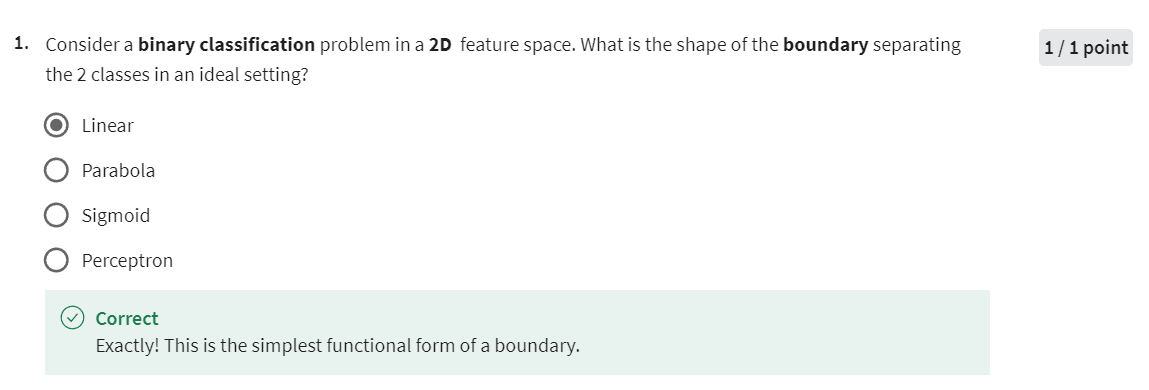 1. Consider a binary classification problem in a 2D feature space. What is the shape of the boundary separating
1 / 1 point
the 2 classes in an ideal setting?
Linear
Parabola
Sigmoid
Perceptron
Correct
Exactly! This is the simplest functional form of a boundary.